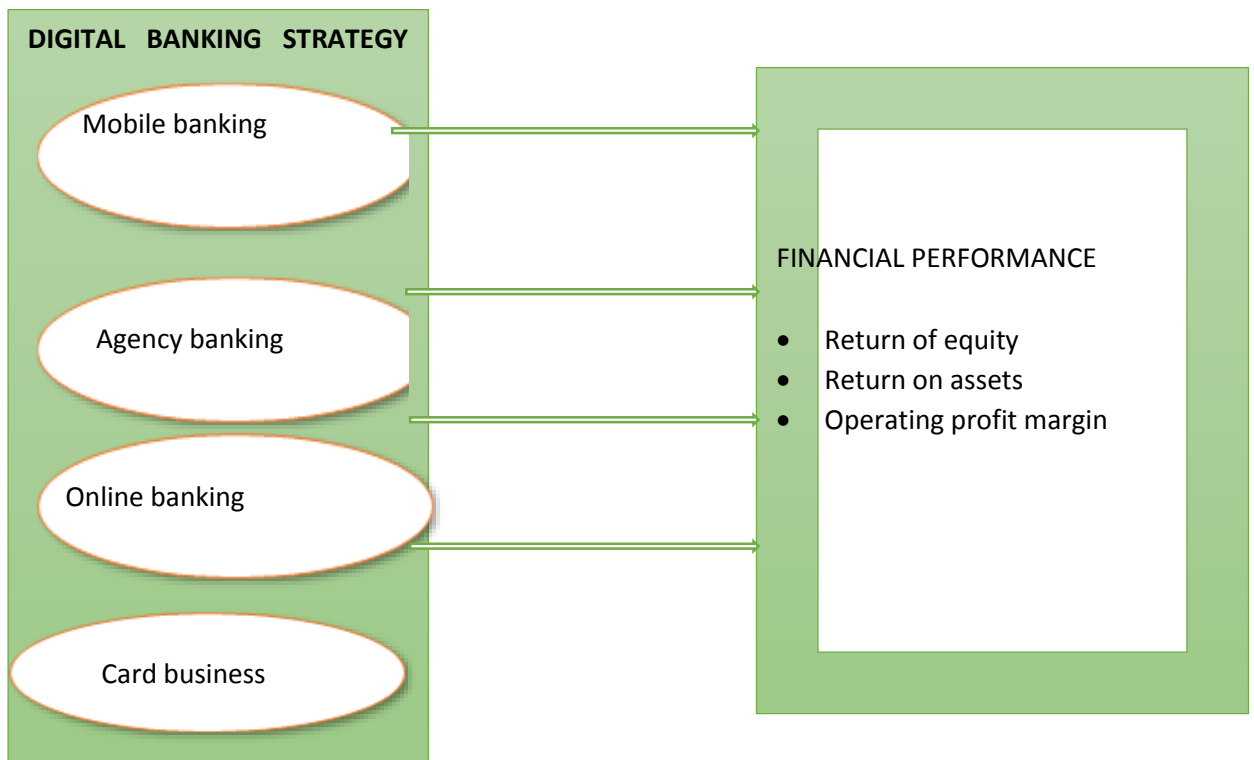 DIGITAL BANKING STRATEGY
Mobile banking
Agency banking
Online banking
Card business
FINANCIAL PERFORMANCE
• Return of equity
• Return on assets
• Operating profit margin